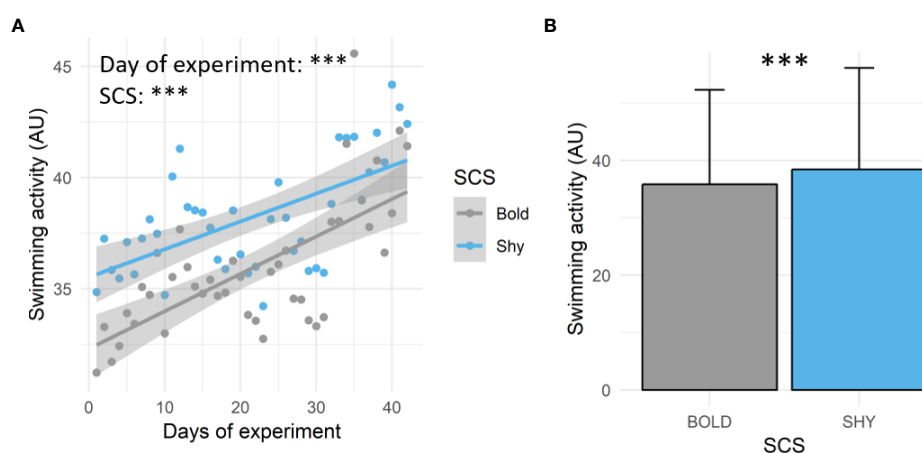 A
Day of experiment: ***
SCS: ***
Swimming activity (AU)
45
40
35
0 10 20 30 40
Days of experiment
SCS
Bold
Shy
B
***
Swimming activity (AU)
40
20
0
BOLD SHY
SCS